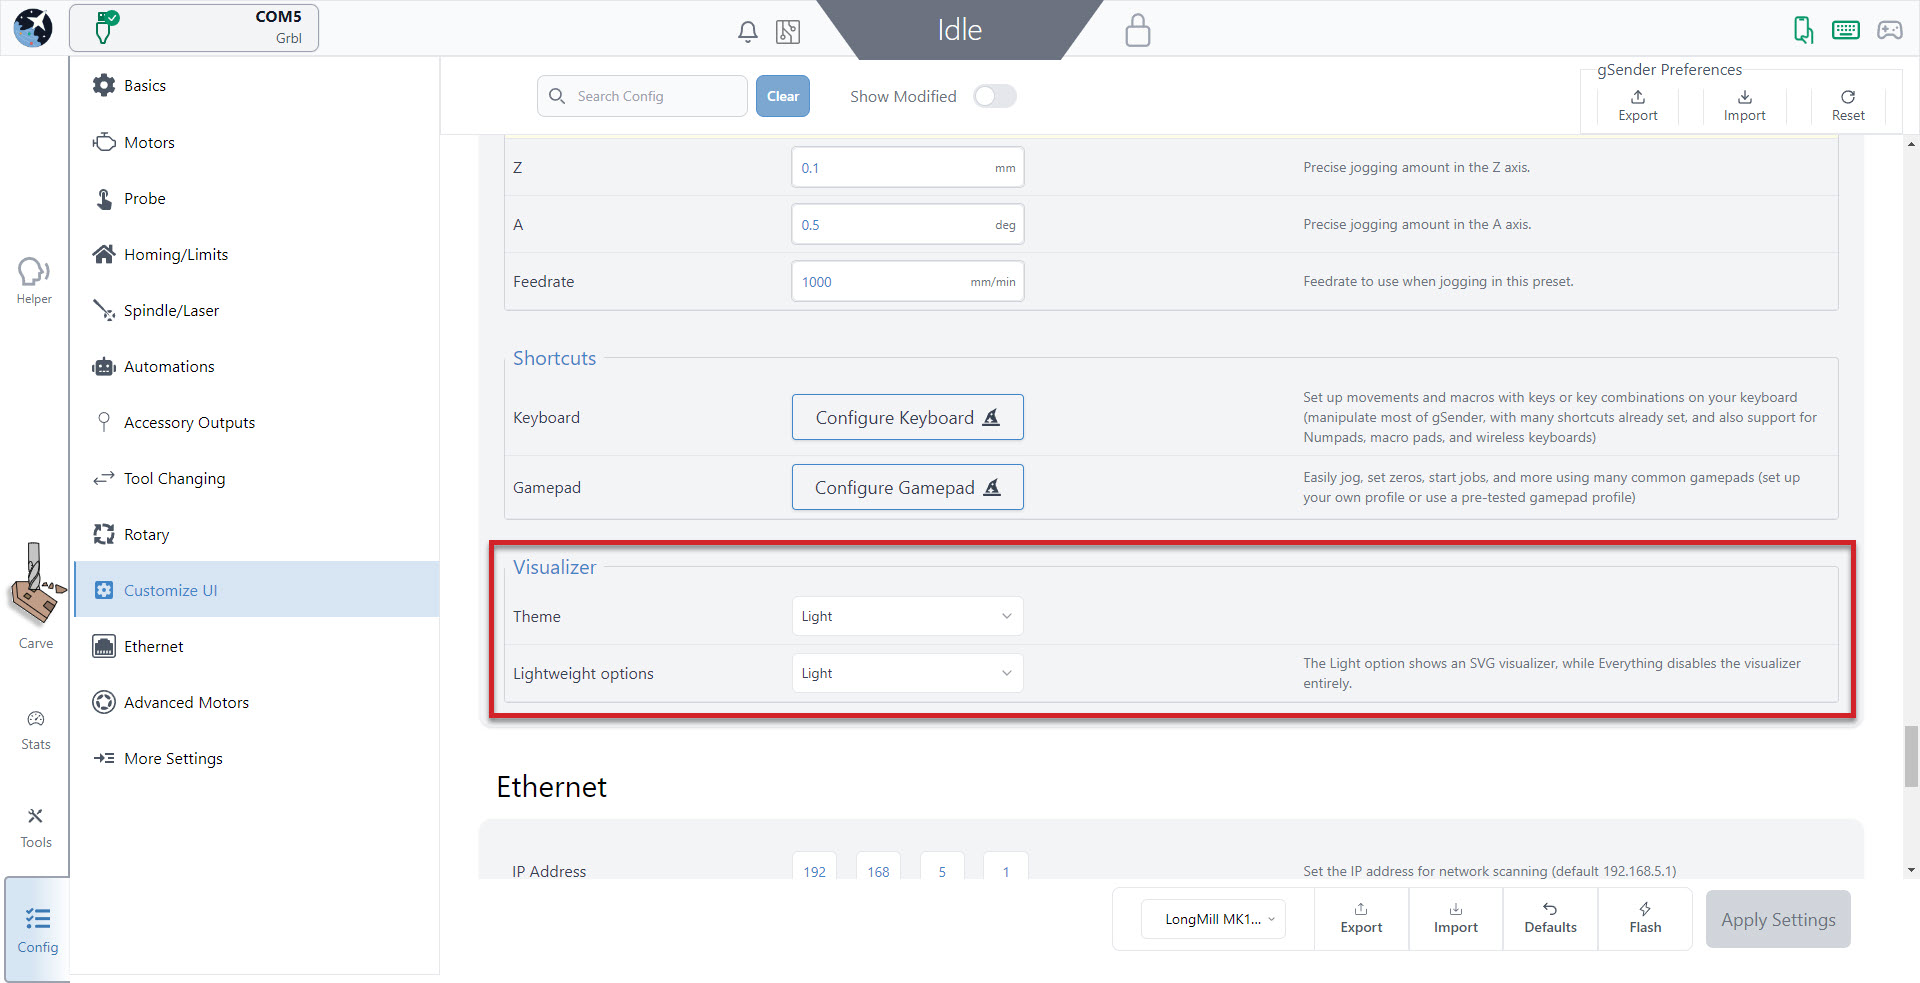 COM5
Grbl
Idle
Helper
Carve
Stats
Tools
Config
Basics
Motors
Probe
Homing/Limits
Spindle/Laser
Automations
Accessory Outputs
Tool Changing
Rotary
Customize UI
Ethernet
Advanced Motors
More Settings
Search Config
Clear
Show Modified
gSender Preferences
Export
Import
Reset
Z
0.1 mm
Precise jogging amount in the Z axis.
A
0.5 deg
Precise jogging amount in the A axis.
Feedrate
1000 mm/min
Feedrate to use when jogging in this preset.
Shortcuts
Keyboard
Configure Keyboard
Set up movements and macros with keys or key combinations on your keyboard
(manipulate most of gSender, with many shortcuts already set, and also support for
Numpads, macro pads, and wireless keyboards)
Gamepad
Configure Gamepad
Easily jog, set zeros, start jobs, and more using many common gamepads (set up
your own profile or use a pre-tested gamepad profile)
Visualizer
Theme
Light
Lightweight options
Light
The Light option shows an SVG visualizer, while Everything disables the visualizer
entirely.
Ethernet
IP Address
192 168 5 1
Set the IP address for network scanning (default 192.168.5.1)
LongMill MK1...
Export
Import
Defaults
Flash
Apply Settings